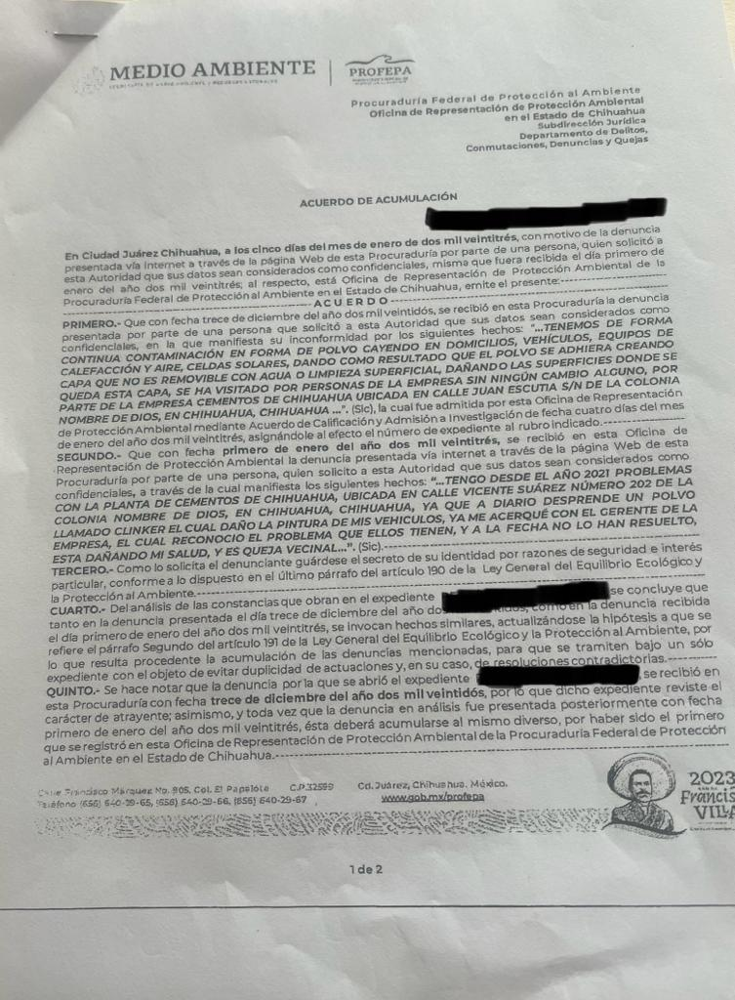 MEDIO AMBIENTE
SECRETARÍA DE MEDIO AMBIENTE Y RECURSOS NATURALES
PROFEPA
Procuraduría Federal de Protección al Ambiente
Oficina de Representación de Protección Ambiental
en el Estado de Chihuahua
Subdirección Jurídica
Departamento de Delitos,
Conmutaciones, Denuncias y Quejas
ACUERDO DE ACUMULACIÓN
En Ciudad Juárez Chihuahua, a los cinco días del mes de enero de dos mil veintitrés, con motivo de la denuncia
presentada vía internet a través de la página Web de esta Procuraduría por parte de una persona, quien solicitó a
esta Autoridad que sus datos sean considerados como confidenciales, misma que fuera recibida el día primero de
enero del año dos mil veintitrés; al respecto, está Oficina de Representación de Protección Ambiental de la
Procuraduría Federal de Protección al Ambiente en el Estado de Chihuahua, emite el presente:
A C U E R D O
PRIMERO.- Que con fecha trece de diciembre del año dos mil veintidós, se recibió en esta Procuraduría la denuncia
presentada por parte de una persona que solicitó a esta Autoridad que sus datos sean considerados como
confidenciales, en la que manifiesta su inconformidad por los siguientes hechos: "...TENEMOS DE FORMA
CONTINUA CONTAMINACIÓN EN FORMA DE POLVO CAYENDO EN DOMICILIOS, VEHÍCULOS, EQUIPOS DE
CALEFACCIÓN Y AIRE, CELDAS SOLARES, DANDO COMO RESULTADO QUE EL POLVO SE ADHIERA CREANDO
CAPA QUE NO ES REMOVIBLE CON AGUA O LIMPIEZA SUPERFICIAL, DAÑANDO LAS SUPERFICIES DONDE SE
QUEDA ESTA CAPA, SE HA VISITADO POR PERSONAS DE LA EMPRESA SIN NINGÚN CAMBIO ALGUNO, POR
PARTE DE LA EMPRESA CEMENTOS DE CHIHUAHUA UBICADA EN CALLE JUAN ESCUTIA S/N DE LA COLONIA
NOMBRE DE DIOS, EN CHIHUAHUA, CHIHUAHUA ...". (Sic), la cual fue admitida por esta Oficina de Representación
de Protección Ambiental mediante Acuerdo de Calificación y Admisión a Investigación de fecha cuatro días del mes
de enero del año dos mil veintitrés, asignándole al efecto el número de expediente al rubro indicado.
SEGUNDO.- Que con fecha primero de enero del año dos mil veintitrés, se recibió en esta Oficina de
Representación de Protección Ambiental la denuncia presentada vía internet a través de la página Web de esta
Procuraduría por parte de una persona, quien solicito a esta Autoridad que sus datos sean considerados como
confidenciales, a través de la cual manifiesta los siguientes hechos: "...TENGO DESDE EL AÑO 2021 PROBLEMAS
CON LA PLANTA DE CEMENTOS DE CHIHUAHUA, UBICADA EN CALLE VICENTE SUÁREZ NÚMERO 202 DE LA
COLONIA NOMBRE DE DIOS, EN CHIHUAHUA, CHIHUAHUA, YA QUE A DIARIO DESPRENDE UN POLVO
LLAMADO CLINKER EL CUAL DAÑO LA PINTURA DE MIS VEHICULOS, YA ME ACERQUÉ CON EL GERENTE DE LA
EMPRESA, EL CUAL RECONOCIO EL PROBLEMA QUE ELLOS TIENEN, Y A LA FECHA NO LO HAN RESUELTO,
ESTA DAÑANDO MI SALUD, Y ES QUEJA VECINAL...". (Sic).
TERCERO.- Como lo solicita el denunciante guárdese el secreto de su identidad por razones de seguridad e interés
particular, conforme a lo dispuesto en el último párrafo del artículo 190 de la Ley General del Equilibrio Ecológico y
la Protección al Ambiente.
CUARTO.- Del análisis de las constancias que obran en el expediente se concluye que
tanto en la denuncia presentada el día trece de diciembre del año como en la denuncia recibida
el día primero de enero del año dos mil veintitrés, se invocan hechos similares, actualizándose la hipótesis a que se
refiere el párrafo Segundo del artículo 191 de la Ley General del Equilibrio Ecológico y la Protección al Ambiente, por
lo que resulta procedente la acumulación de las denuncias mencionadas, para que se tramiten bajo un sólo
expediente con el objeto de evitar duplicidad de actuaciones y, en su caso, de resoluciones contradictorias.
QUINTO.- Se hace notar que la denuncia por la que se abrió el expediente , se recibió en
esta Procuraduría con fecha trece de diciembre del año dos mil veintidós, por lo que dicho expediente reviste el
carácter de atrayente; asimismo, y toda vez que la denuncia en análisis fue presentada posteriormente con fecha
primero de enero del año dos mil veintitrés, ésta deberá acumularse al mismo diverso, por haber sido el primero
que se registró en esta Oficina de Representación de Protección Ambiental de la Procuraduría Federal de Protección
al Ambiente en el Estado de Chihuahua.
Calle Francisco Márquez No. 905, Col. El Papalote C.P.32599 Cd. Juárez, Chihuahua. México.
Teléfono (656) 640-29-65, (656) 640-29-66, (656) 640-29-67 www.gob.mx/profepa
2023
Francis
VILLA
1 de 2